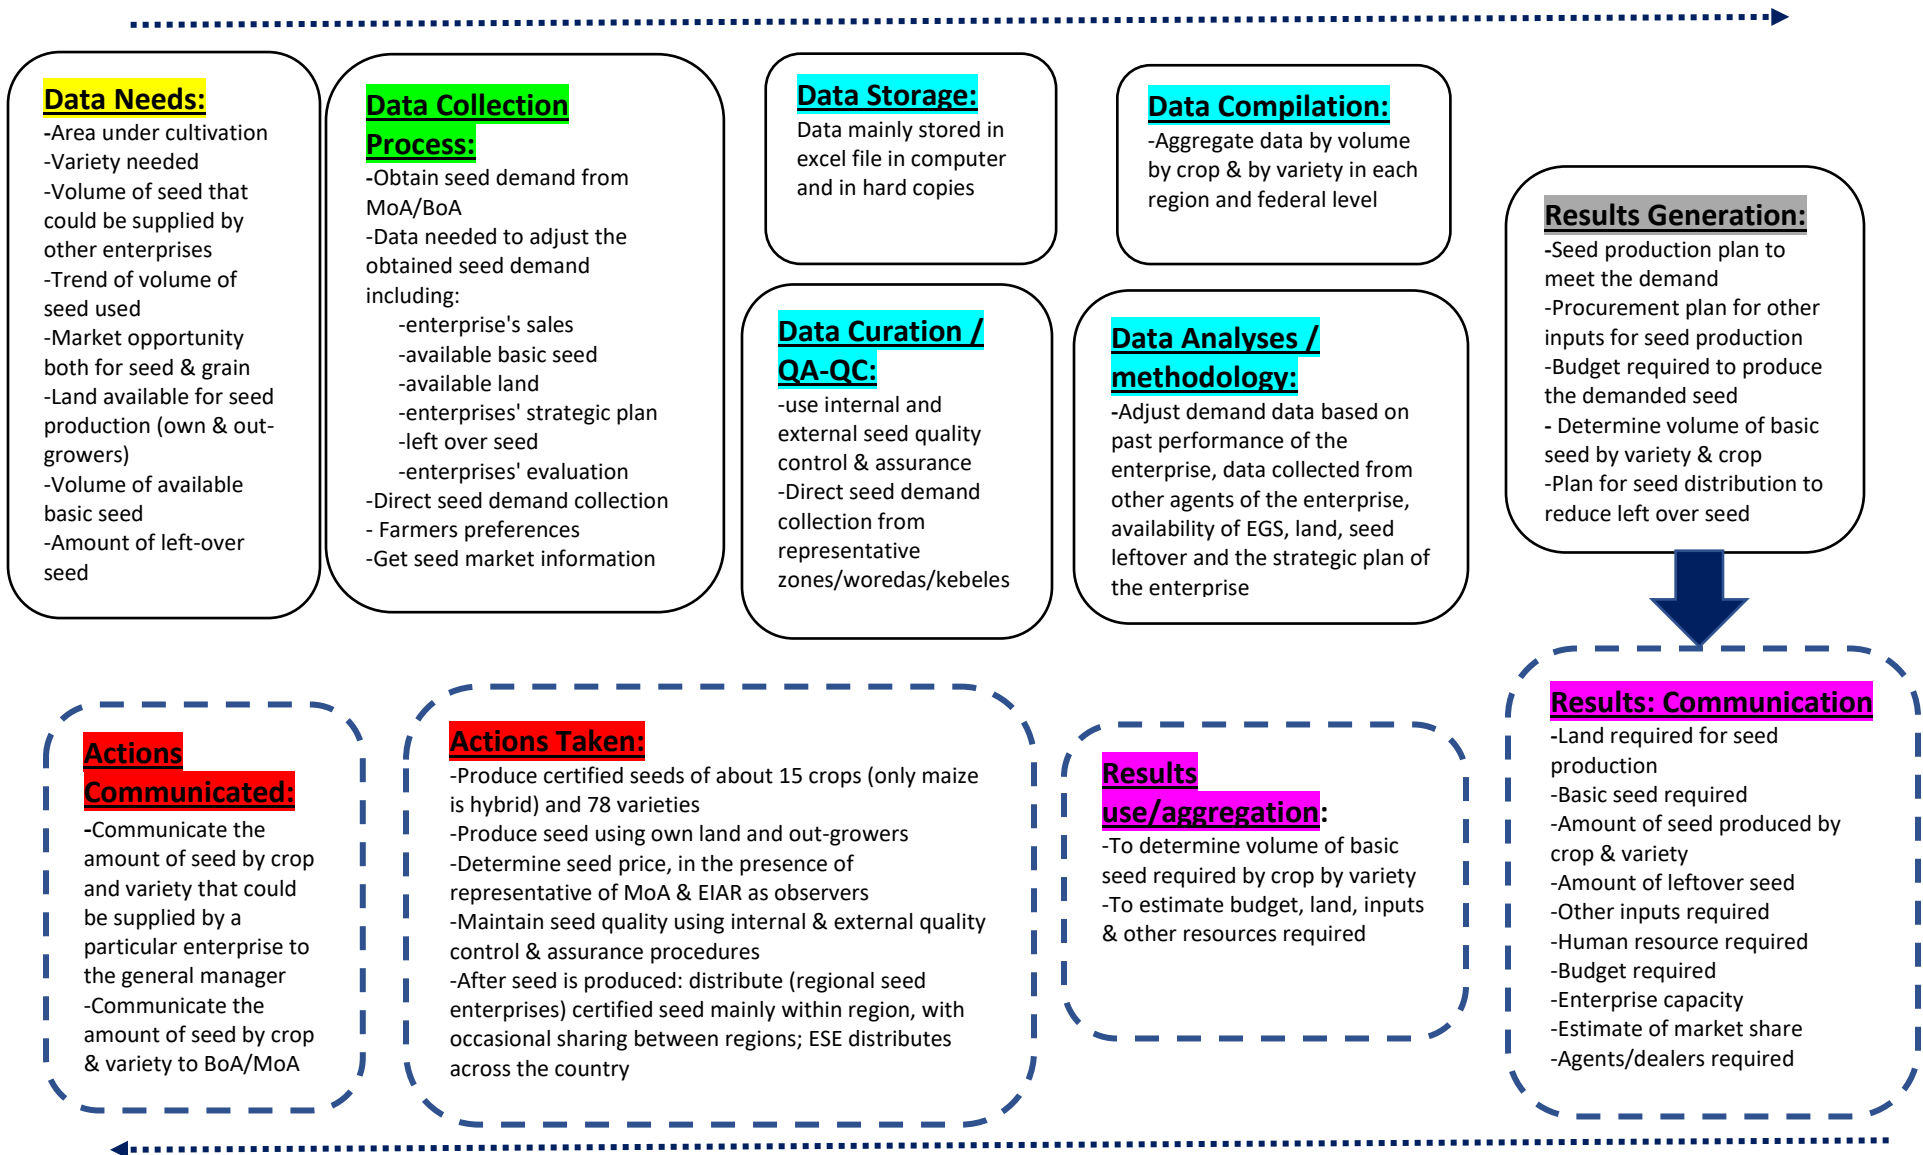 Data Needs:
-Area under cultivation
-Variety needed
-Volume of seed that
could be supplied by
other enterprises
-Trend of volume of
seed used
-Market opportunity
both for seed & grain
-Land available for seed
production (own & out-
growers)
-Volume of available
basic seed
-Amount of left-over
seed
Data Collection
Process:
-Obtain seed demand from
MoA/BoA
-Data needed to adjust the
obtained seed demand
including:
-enterprise's sales
-available basic seed
-available land
-enterprises' strategic plan
-left over seed
-enterprises' evaluation
-Direct seed demand collection
- Farmers preferences
-Get seed market information
Data Storage:
Data mainly stored in
excel file in computer
and in hard copies
Data Curation /
QA-QC:
-use internal and
external seed quality
control & assurance
-Direct seed demand
collection from
representative
zones/woredas/kebeles
Data Compilation:
-Aggregate data by volume
by crop & by variety in each
region and federal level
Data Analyses /
methodology:
-Adjust demand data based on
past performance of the
enterprise, data collected from
other agents of the enterprise,
availability of EGS, land, seed
leftover and the strategic plan of
the enterprise
Results Generation:
-Seed production plan to
meet the demand
-Procurement plan for other
inputs for seed production
-Budget required to produce
the demanded seed
- Determine volume of basic
seed by variety & crop
-Plan for seed distribution to
reduce left over seed
Results: Communication
-Land required for seed
production
-Basic seed required
-Amount of seed produced by
crop & variety
-Amount of leftover seed
-Other inputs required
-Human resource required
-Budget required
-Enterprise capacity
-Estimate of market share
-Agents/dealers required
Results
use/aggregation:
-To determine volume of basic
seed required by crop by variety
-To estimate budget, land, inputs
& other resources required
Actions Taken:
-Produce certified seeds of about 15 crops (only maize
is hybrid) and 78 varieties
-Produce seed using own land and out-growers
-Determine seed price, in the presence of
representative of MoA & EIAR as observers
-Maintain seed quality using internal & external quality
control & assurance procedures
-After seed is produced: distribute (regional seed
enterprises) certified seed mainly within region, with
occasional sharing between regions; ESE distributes
across the country
Actions
Communicated:
-Communicate the
amount of seed by crop
and variety that could
be supplied by a
particular enterprise to
the general manager
-Communicate the
amount of seed by crop
& variety to BoA/MoA